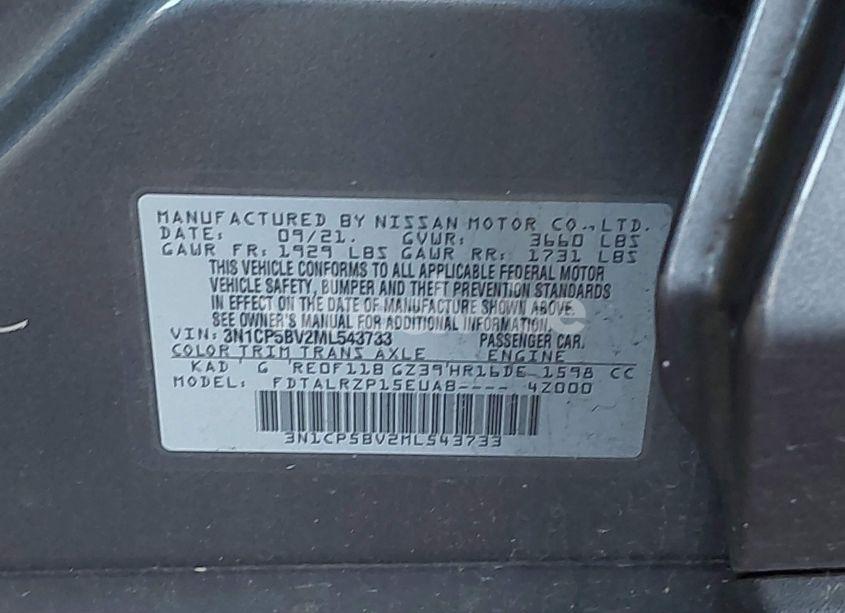 MANUFACTURED BY NISSAN MOTOR CO.,LTD.
DATE: 09/21. GVWR: 3660 LBS
GAWR FR: 1929 LBS GAWR RR: 1731 LBS
THIS VEHICLE CONFORMS TO ALL APPLICABLE FEDERAL MOTOR
VEHICLE SAFETY, BUMPER AND THEFT PREVENTION STANDARDS
IN EFFECT ON THE DATE OF MANUFACTURE SHOWN ABOVE.
SEE OWNER'S MANUAL FOR ADDITIONAL INFORMATION.
VIN: 3N1CP5BV2ML543733 PASSENGER CAR.
COLOR TRIM TRANS AXLE ENGINE
KAD G RE0F11B GZ39 HR16DE 1598 CC
MODEL: FDTALRZP15EUAB---- 4Z000
3N1CP5BV2ML543733